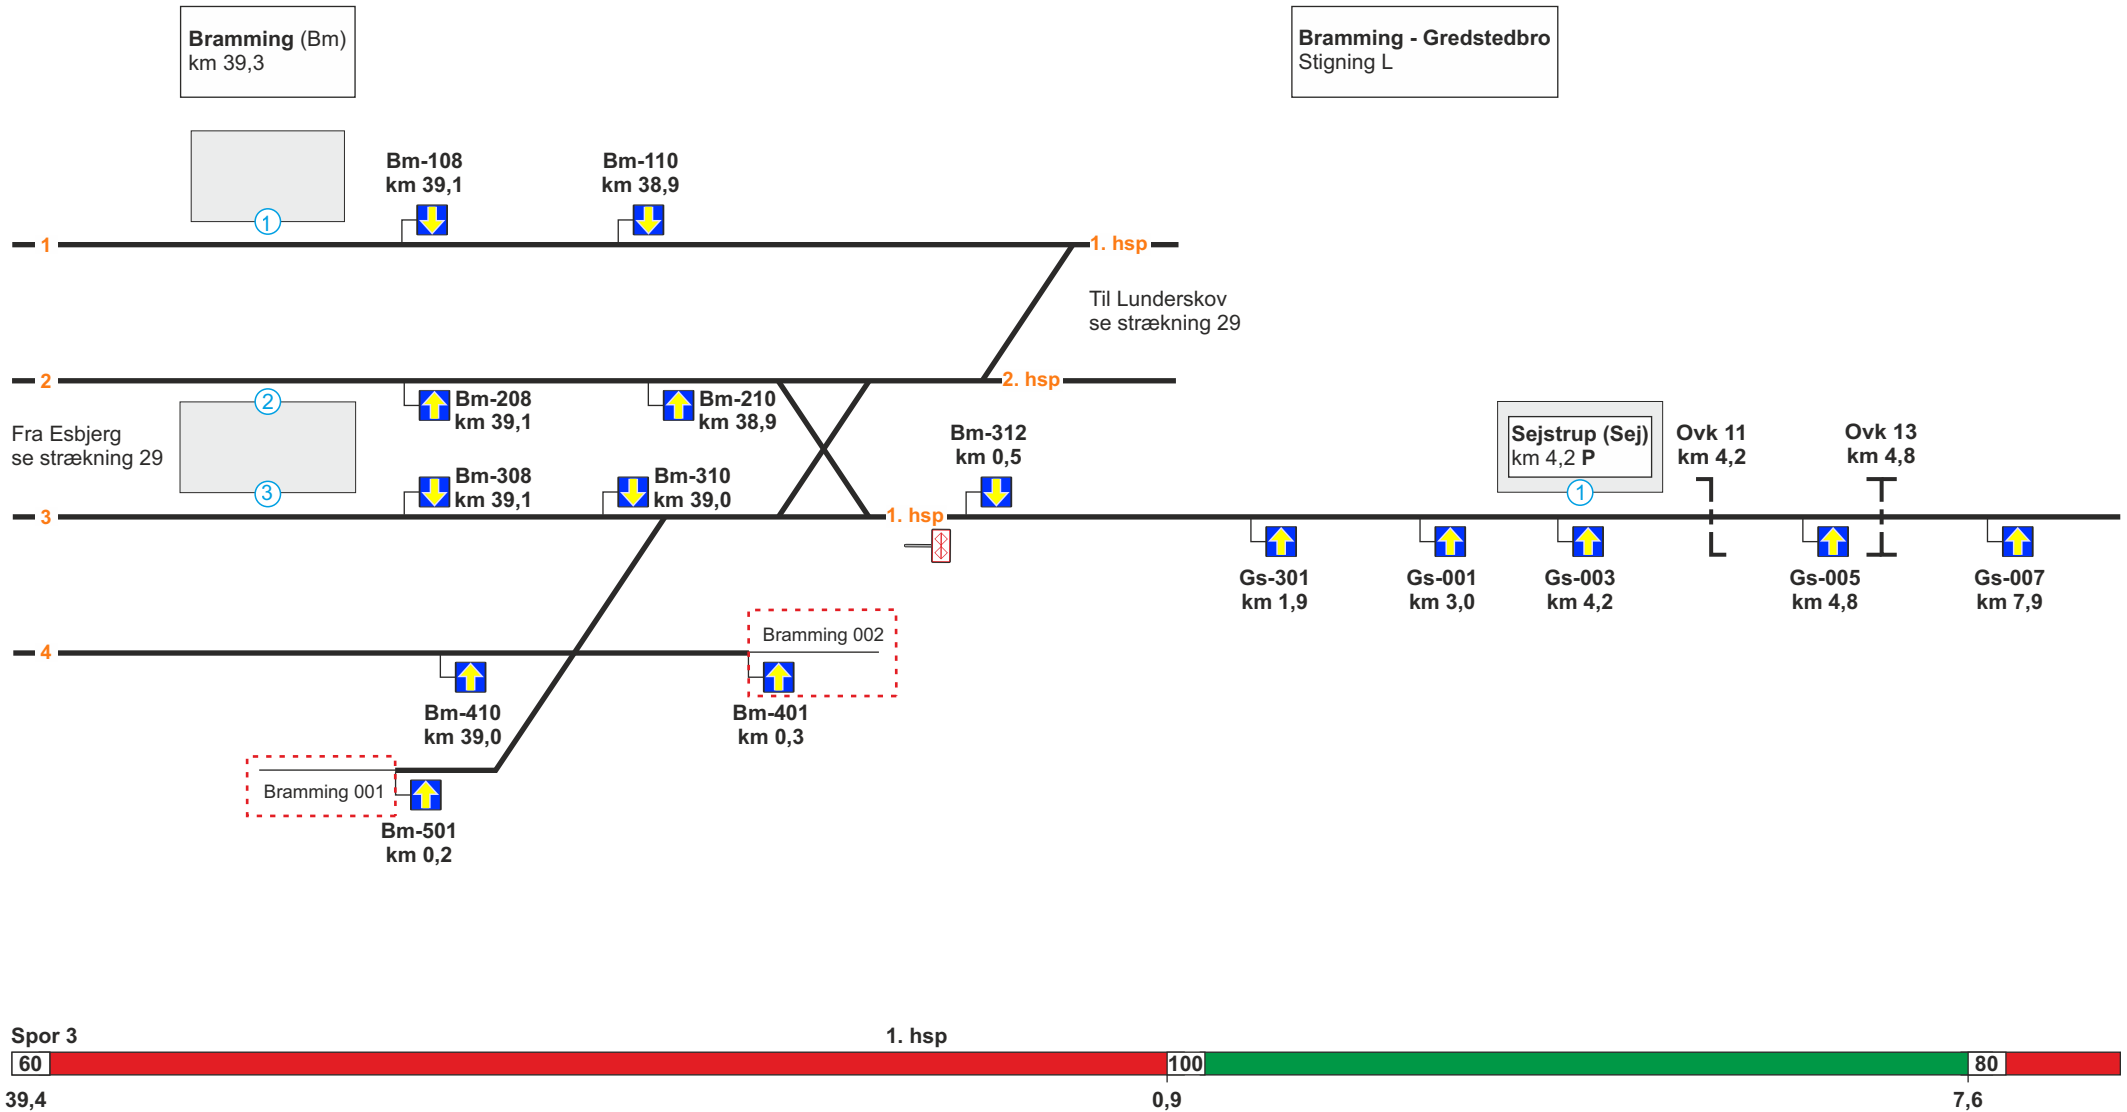 Bramming (Bm)
km 39,3
Bramming - Gredstedbro
Stigning L
1
Bm-108
km 39,1
Bm-110
km 38,9
1
1. hsp
Til Lunderskov
se strækning 29
2
2. hsp
2
Bm-208
km 39,1
Bm-210
km 38,9
Fra Esbjerg
se strækning 29
3
Bm-308
km 39,1
Bm-310
km 39,0
Bm-312
km 0,5
Sejstrup (Sej)
km 4,2 P
1
Ovk 11
km 4,2
Ovk 13
km 4,8
3
1. hsp
Gs-301
km 1,9
Gs-001
km 3,0
Gs-003
km 4,2
Gs-005
km 4,8
Gs-007
km 7,9
4
Bramming 002
Bm-410
km 39,0
Bm-401
km 0,3
Bramming 001
Bm-501
km 0,2
Spor 3
1. hsp
60
100
80
39,4
0,9
7,6